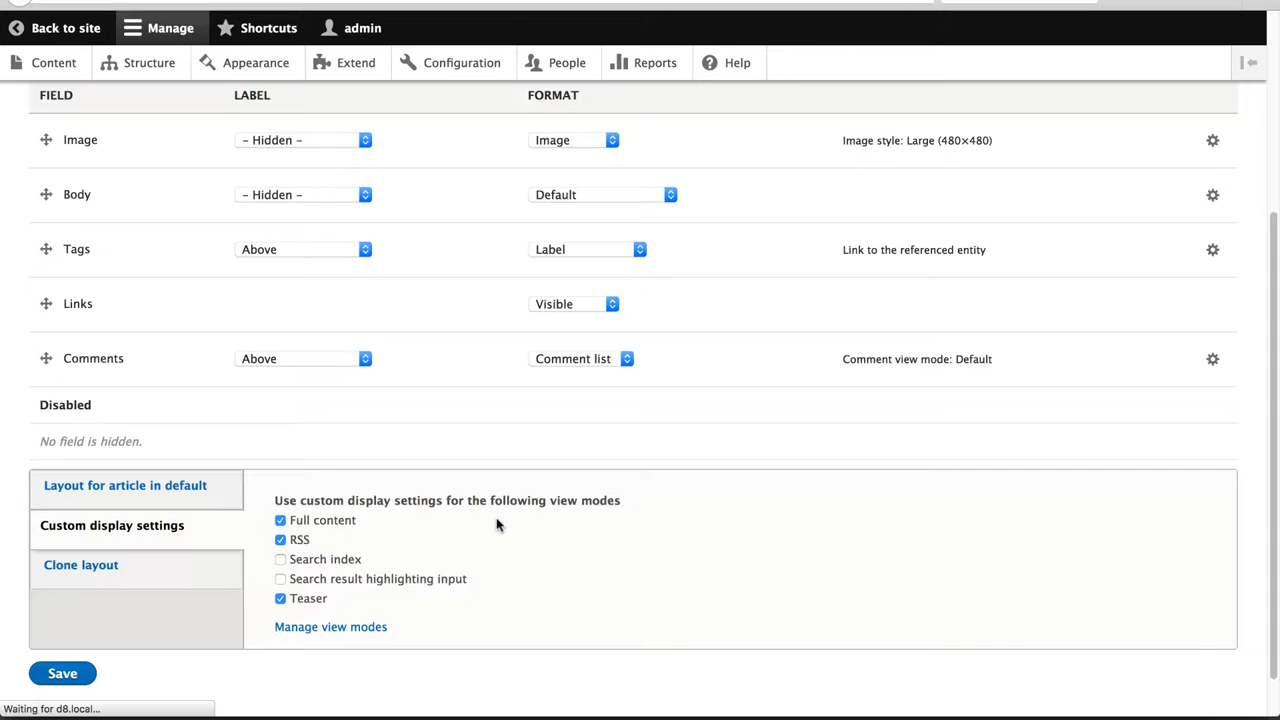 Back to site Manage Shortcuts admin
Content Structure Appearance Extend Configuration People Reports Help
FIELD LABEL FORMAT
Image - Hidden - Image Image style: Large (480×480)
Body - Hidden - Default
Tags Above Label Link to the referenced entity
Links Visible
Comments Above Comment list Comment view mode: Default
Disabled
No field is hidden.
Layout for article in default
Custom display settings
Clone layout
Use custom display settings for the following view modes
Full content
RSS
Search index
Search result highlighting input
Teaser
Manage view modes
Save
Waiting for d8.local...